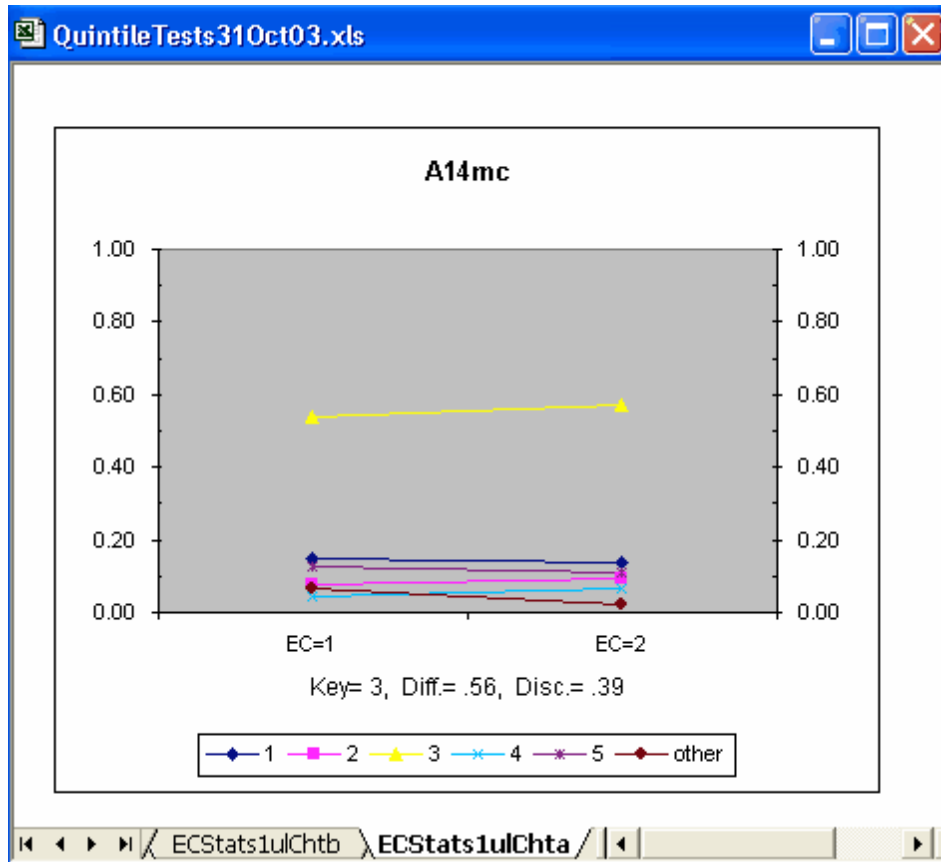 QuintileTests31Oct03.xls
A14mc
1.00 1.00
0.80 0.80
0.60 0.60
0.40 0.40
0.20 0.20
0.00 0.00
EC=1 EC=2
Key= 3, Diff.= .56, Disc.= .39
1 2 3 4 5 other
ECStats1ulChtb ECStats1ulChta